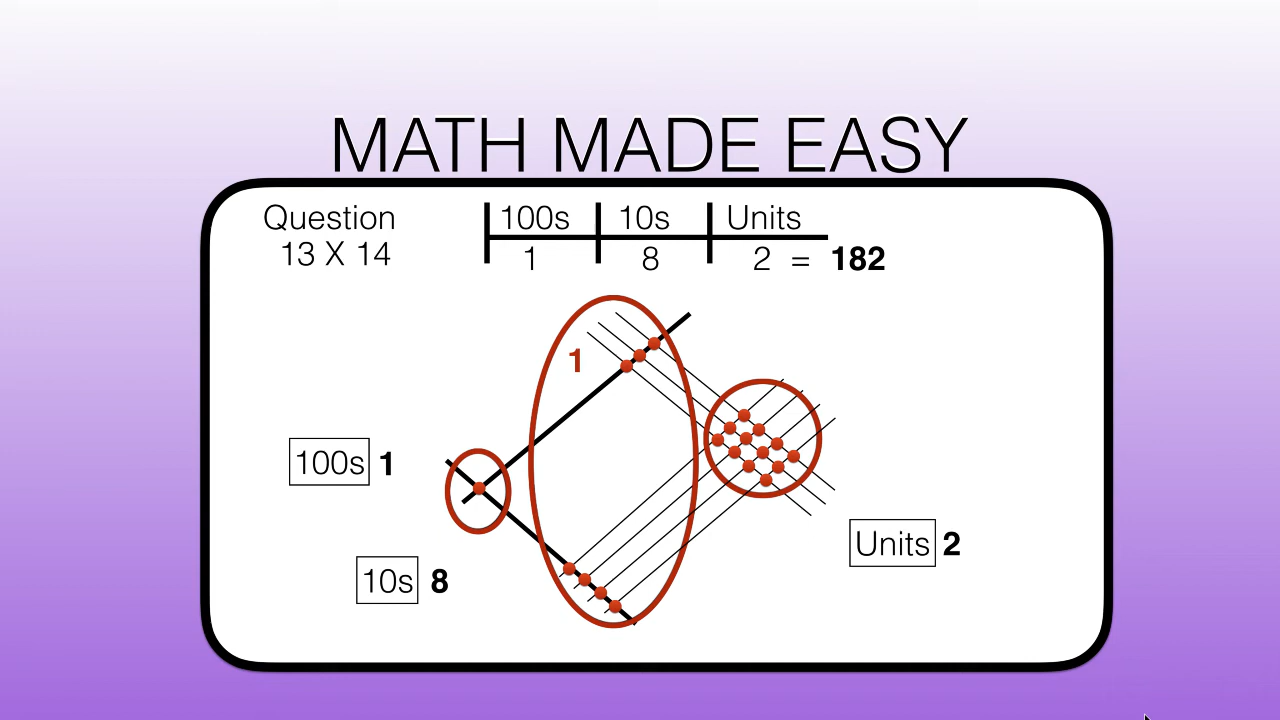 MATH MADE EASY
Question
13 X 14
100s 10s Units
1 8 2 = 182
1
100s 1
10s 8
Units 2